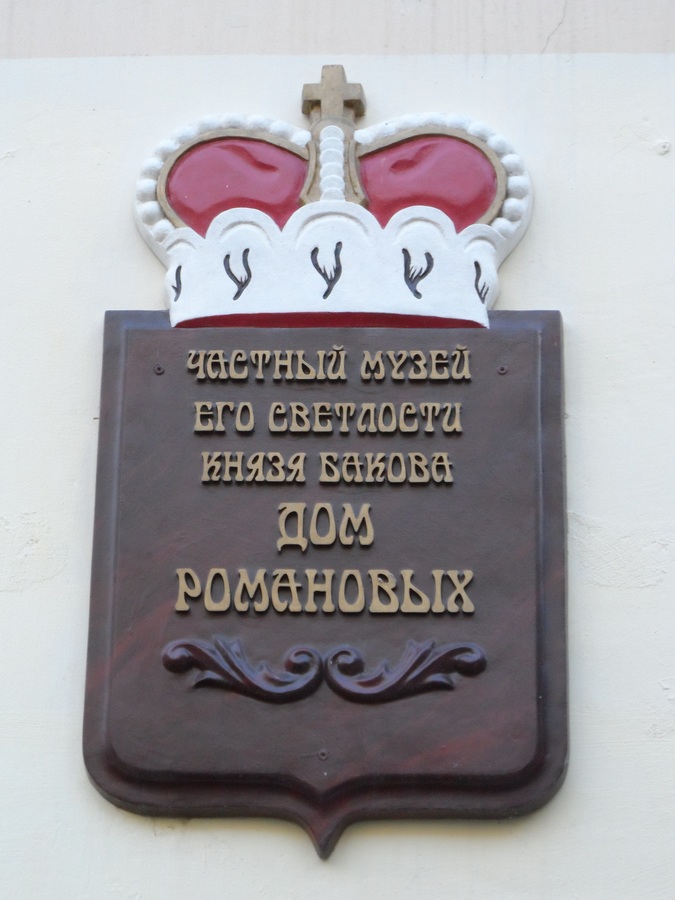 ЧАСТНЫЙ МУЗЕЙ
ЕГО СВЕТЛОСТИ
КНЯЗЯ БАКОВА
ДОМ
РОМАНОВЫХ